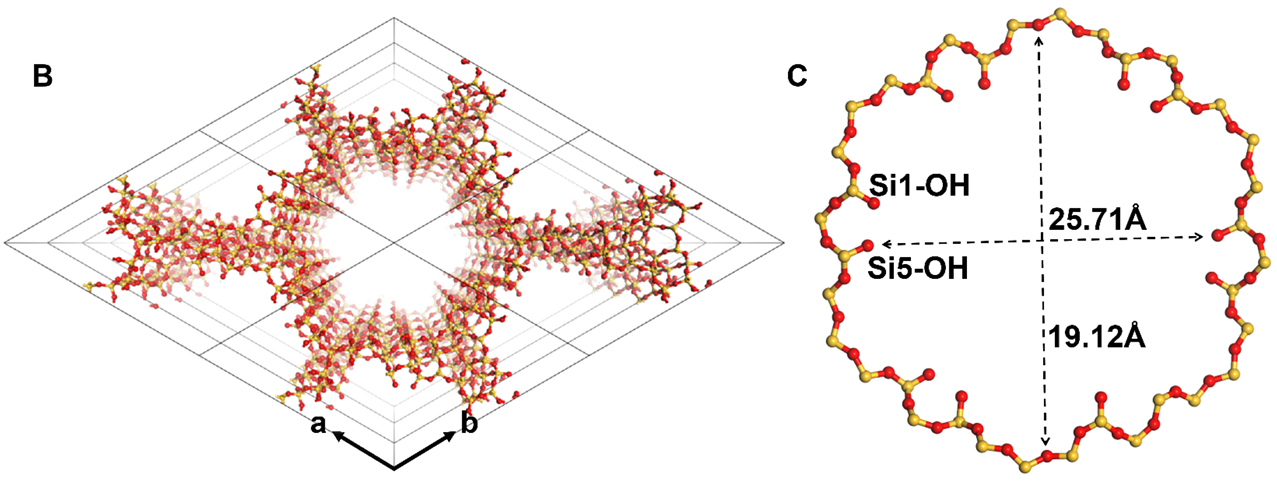 B
C
Si1-OH
25.71Å
Si5-OH
19.12Å
a
b